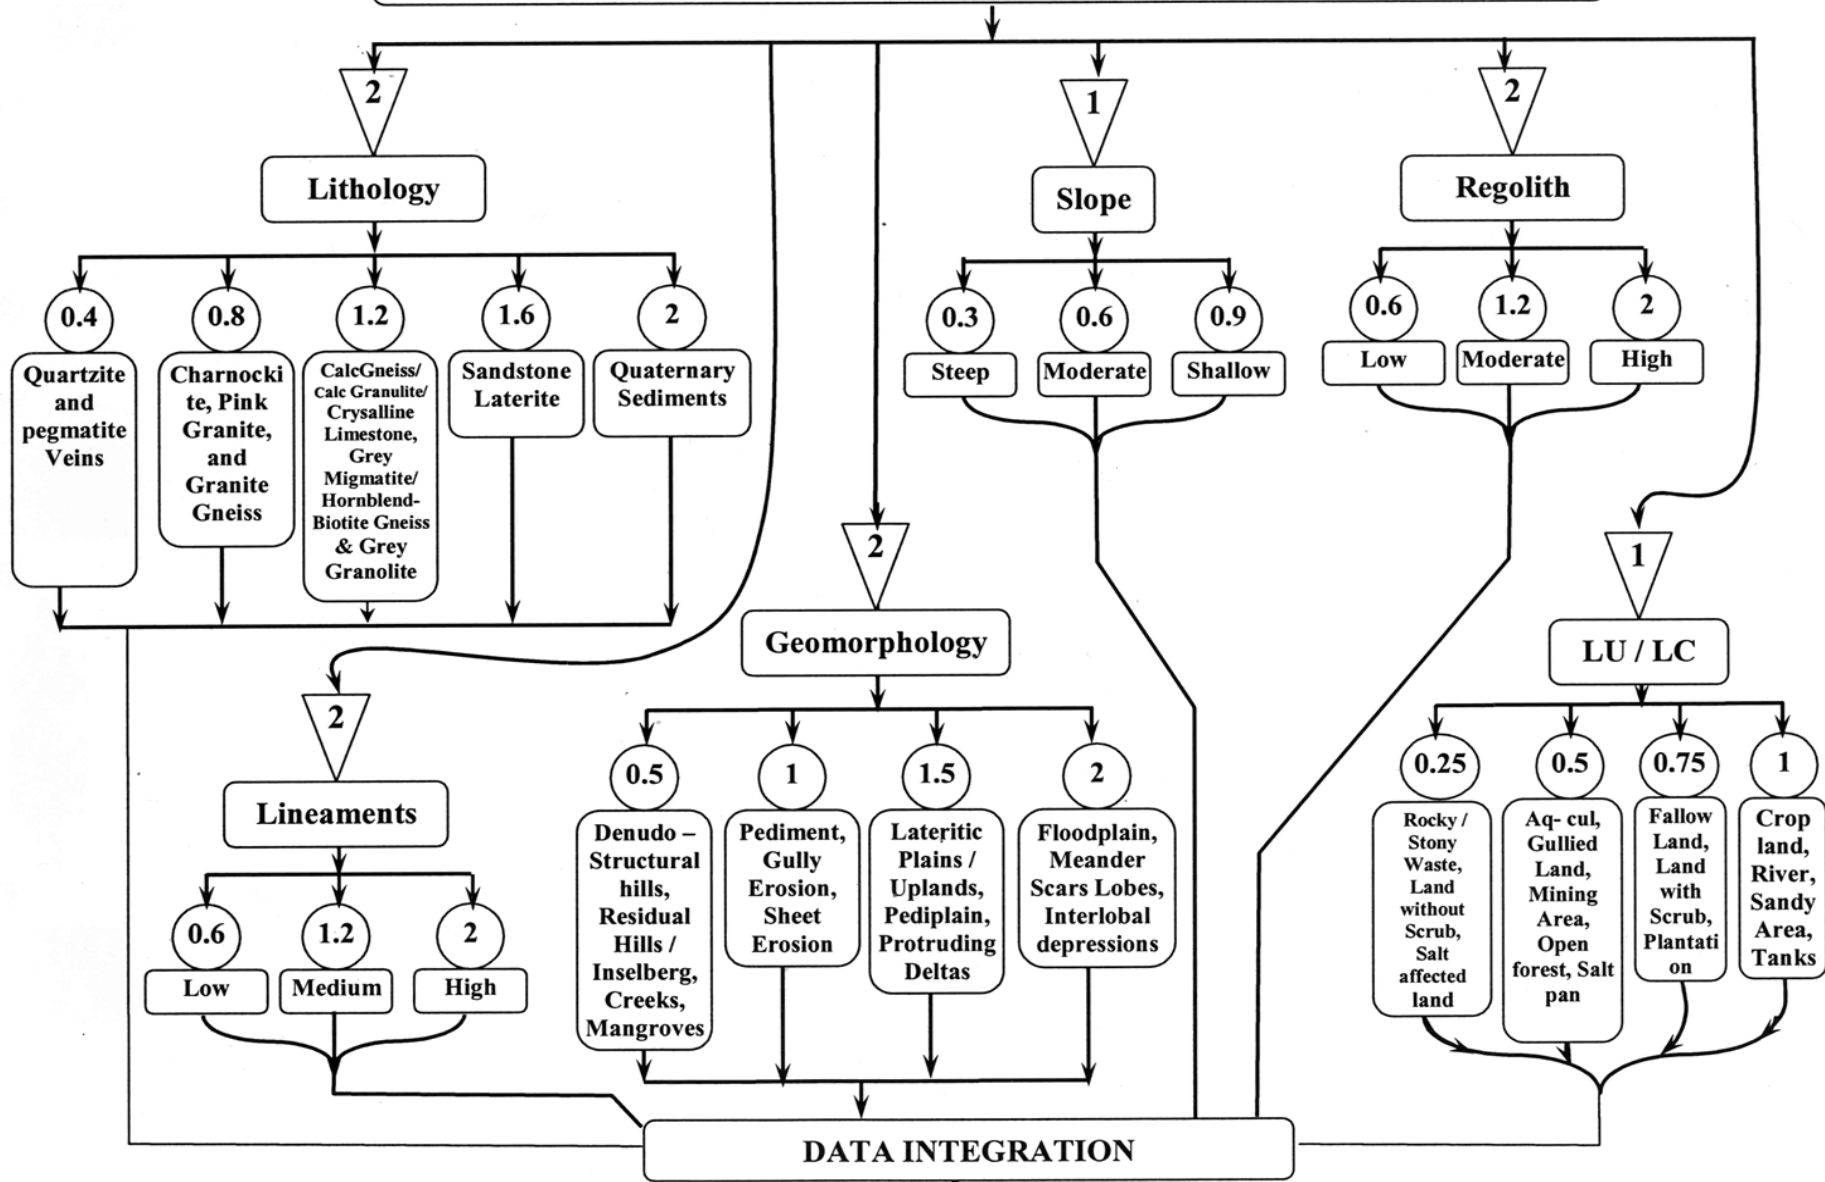 2
Lithology
0.4
Quartzite
and
pegmatite
Veins
0.8
Charnocki
te, Pink
Granite,
and
Granite
Gneiss
1.2
CalcGneiss/
Calc Granulite/
Crysalline
Limestone,
Grey
Migmatite/
Hornblend-
Biotite Gneiss
& Grey
Granolite
1.6
Sandstone
Laterite
2
Quaternary
Sediments
1
Slope
0.3
Steep
0.6
Moderate
0.9
Shallow
2
Regolith
0.6
Low
1.2
Moderate
2
High
2
Lineaments
0.6
Low
1.2
Medium
2
High
2
Geomorphology
0.5
Denudo –
Structural
hills,
Residual
Hills /
Inselberg,
Creeks,
Mangroves
1
Pediment,
Gully
Erosion,
Sheet
Erosion
1.5
Lateritic
Plains /
Uplands,
Pediplain,
Protruding
Deltas
2
Floodplain,
Meander
Scars Lobes,
Interlobal
depressions
1
LU / LC
0.25
Rocky /
Stony
Waste,
Land
without
Scrub,
Salt
affected
land
0.5
Aq- cul,
Gullied
Land,
Mining
Area,
Open
forest, Salt
pan
0.75
Fallow
Land,
Land
with
Scrub,
Plantati
on
1
Crop
land,
River,
Sandy
Area,
Tanks
DATA INTEGRATION